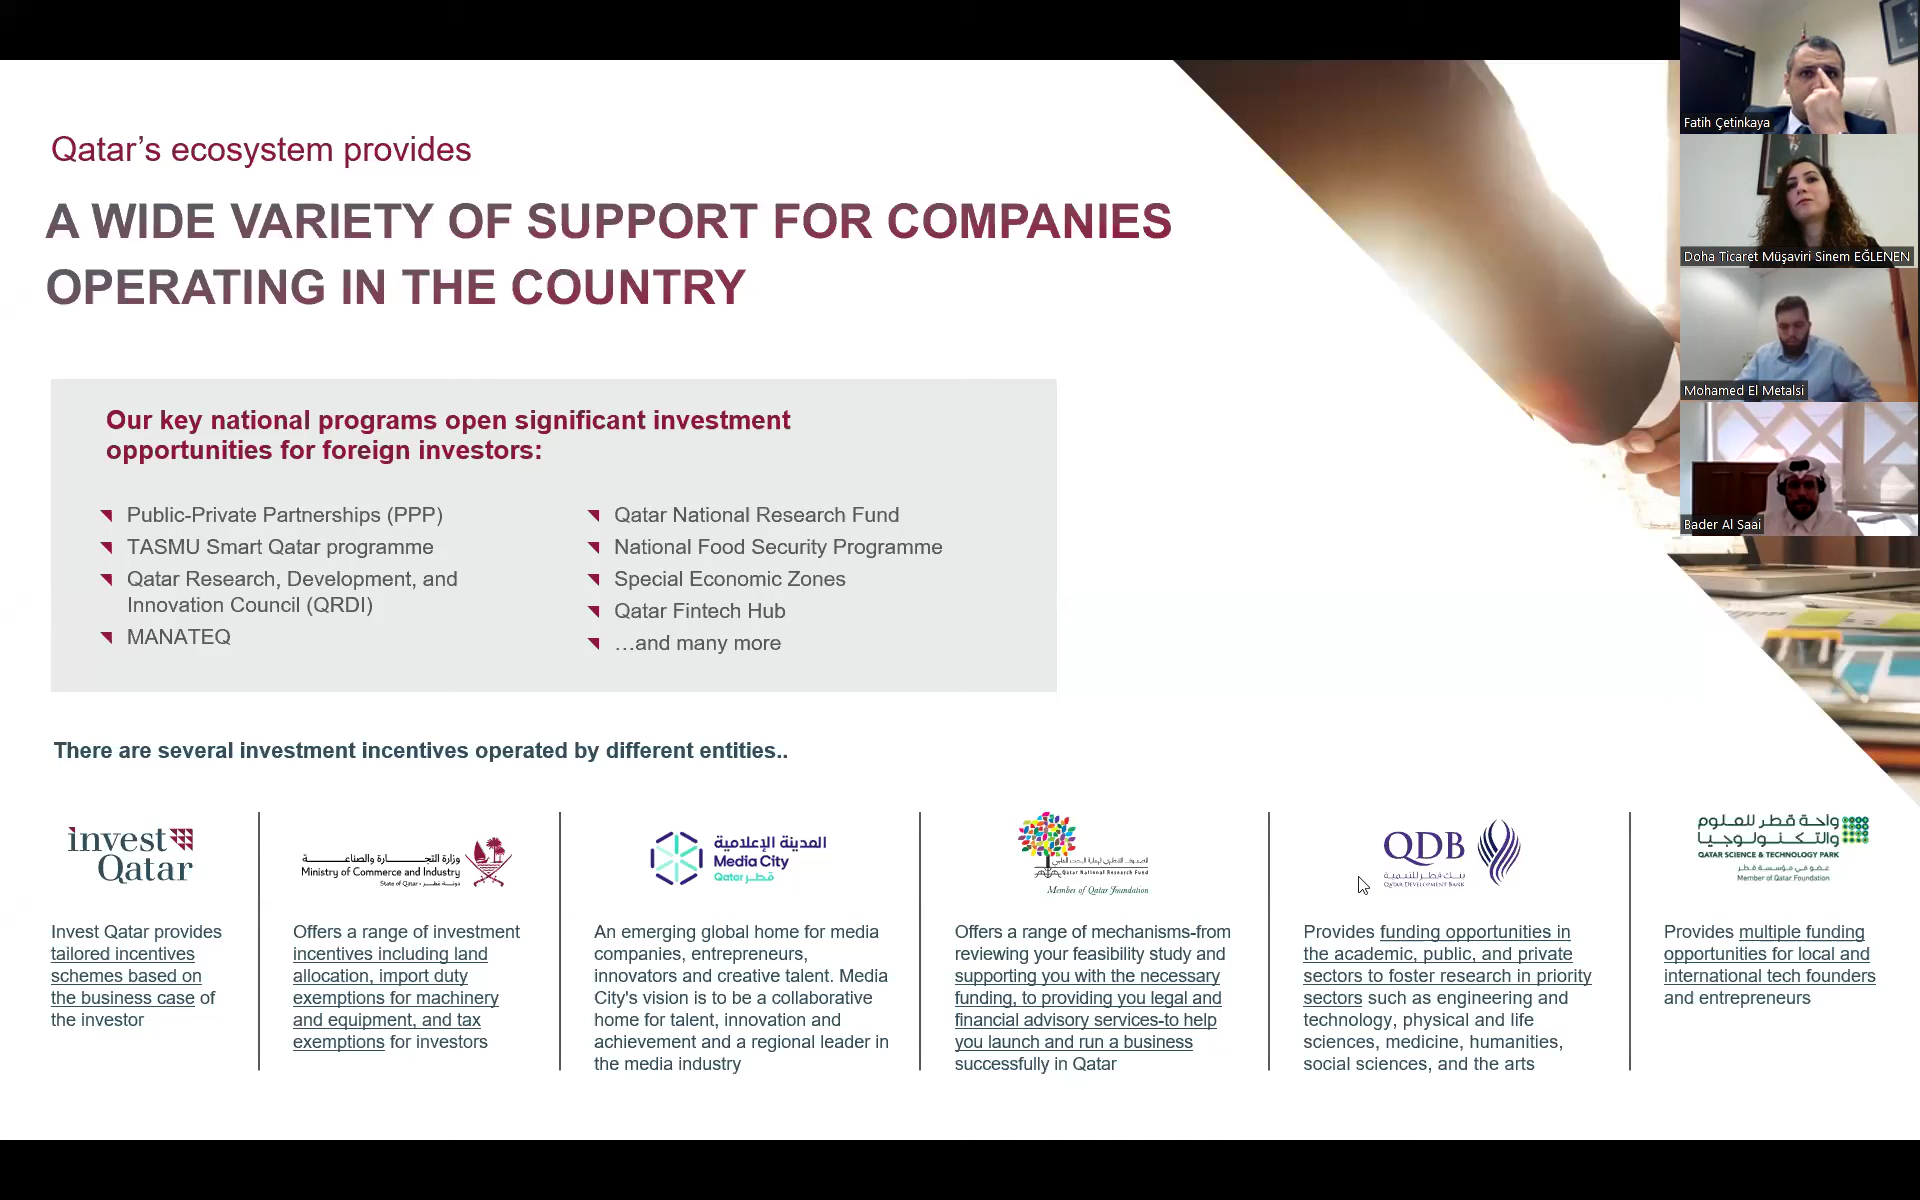 Qatar’s ecosystem provides
A WIDE VARIETY OF SUPPORT FOR COMPANIES
OPERATING IN THE COUNTRY
Our key national programs open significant investment
opportunities for foreign investors:
Public-Private Partnerships (PPP)
TASMU Smart Qatar programme
Qatar Research, Development, and
Innovation Council (QRDI)
MANATEQ
Qatar National Research Fund
National Food Security Programme
Special Economic Zones
Qatar Fintech Hub
…and many more
There are several investment incentives operated by different entities..
invest
Qatar
Invest Qatar provides
tailored incentives
schemes based on
the business case of
the investor
وزارة التجارة والصناعة
Ministry of Commerce and Industry
State of Qatar • دولة قطر
Offers a range of investment
incentives including land
allocation, import duty
exemptions for machinery
and equipment, and tax
exemptions for investors
المدينة الإعلامية
Media City
Qatar قطر
An emerging global home for media
companies, entrepreneurs,
innovators and creative talent. Media
City's vision is to be a collaborative
home for talent, innovation and
achievement and a regional leader in
the media industry
Qatar National Research Fund
Member of Qatar Foundation
Offers a range of mechanisms-from
reviewing your feasibility study and
supporting you with the necessary
funding, to providing you legal and
financial advisory services-to help
you launch and run a business
successfully in Qatar
QDB
بنك قطر للتنمية
QATAR DEVELOPMENT BANK
Provides funding opportunities in
the academic, public, and private
sectors to foster research in priority
sectors such as engineering and
technology, physical and life
sciences, medicine, humanities,
social sciences, and the arts
واحة قطر للعلوم
والتكنولوجيا
QATAR SCIENCE & TECHNOLOGY PARK
عضو في مؤسسة قطر
Member of Qatar Foundation
Provides multiple funding
opportunities for local and
international tech founders
and entrepreneurs
Fatih Çetinkaya
Doha Ticaret Müşaviri Sinem EĞLENEN
Mohamed El Metalsi
Bader Al Saai